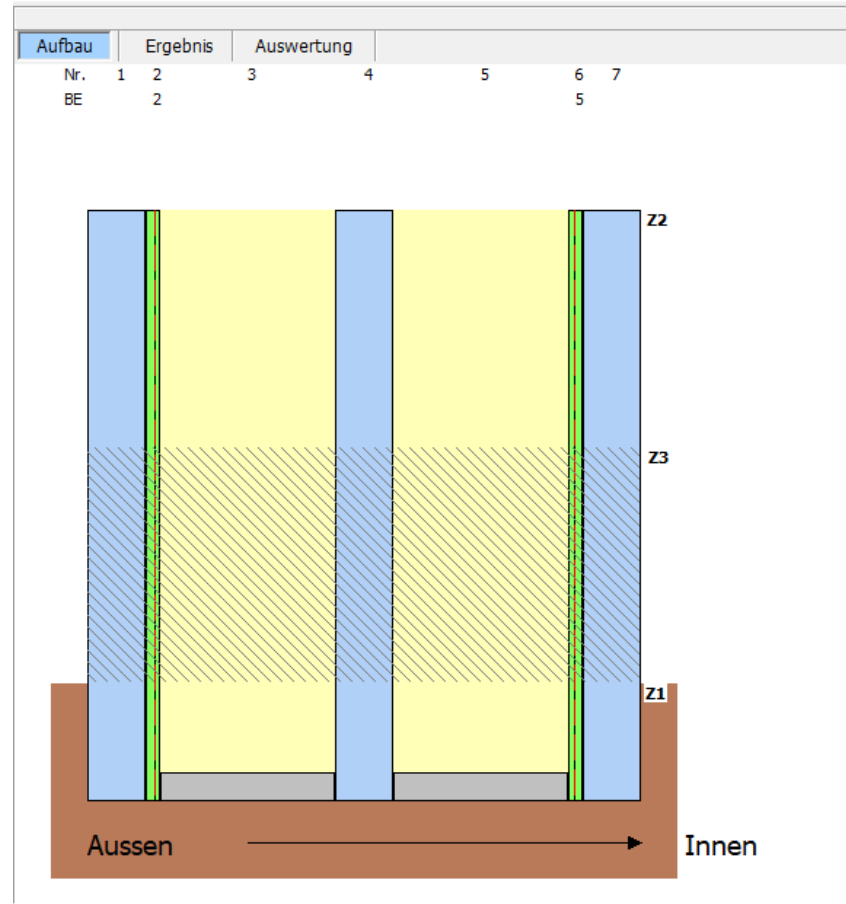 Aufbau Ergebnis Auswertung
Nr. 1 2 3 4 5 6 7
BE 2 5
Z2
Z3
Z1
Aussen Innen